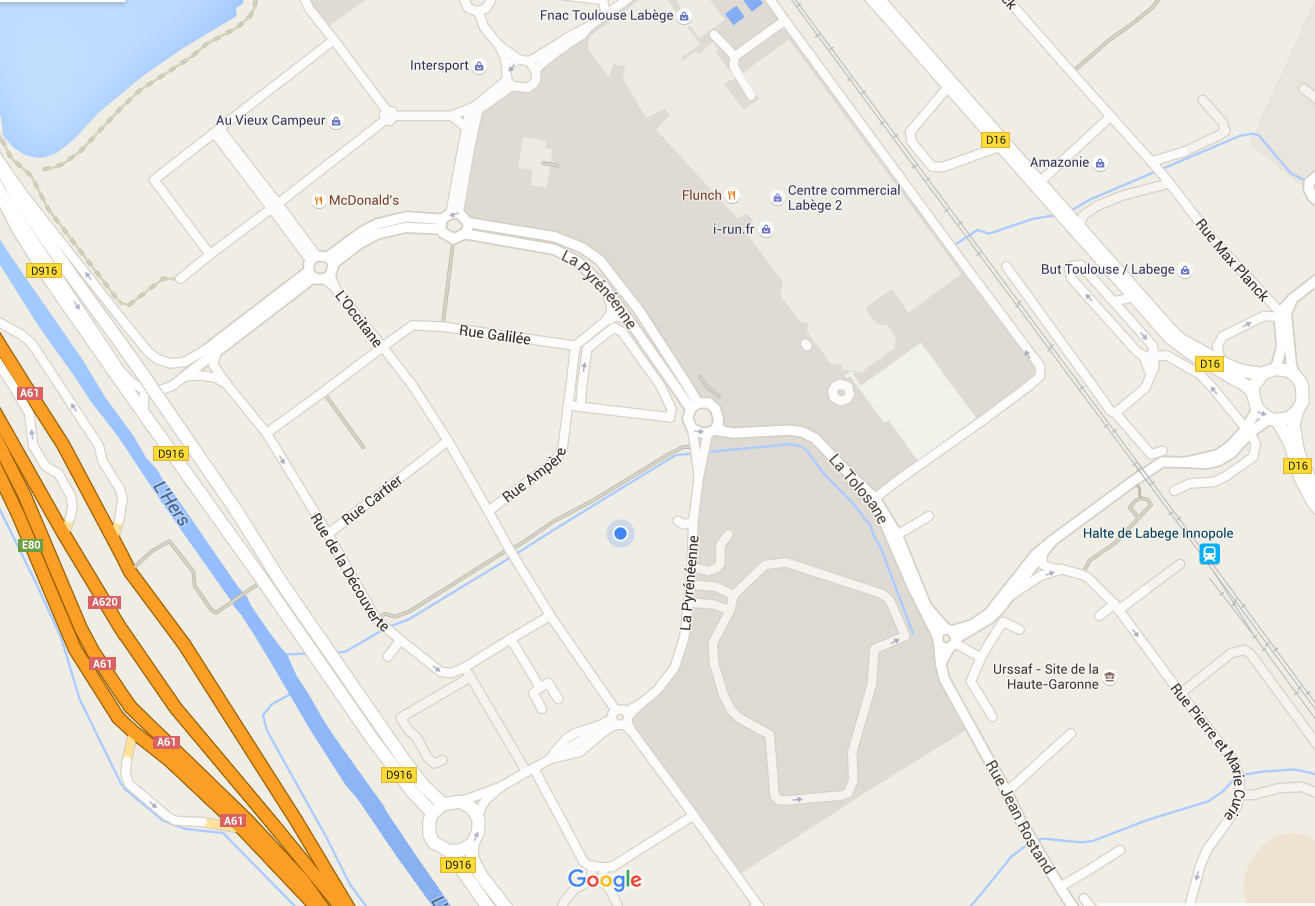 Fnac Toulouse Labège
Intersport
Au Vieux Campeur
D16
Amazonie
McDonald's
Flunch
Centre commercial
Labège 2
i-run.fr
Rue Max Planck
D916
La Pyrénéenne
But Toulouse / Labege
L'Occitane
Rue Galilée
D16
A61
D916
D16
Rue Ampère
La Tolosane
Rue Cartier
L'Hers
Halte de Labege Innopole
E80
Rue de la Découverte
La Pyrénéenne
A620
A61
Urssaf - Site de la
Haute-Garonne
Rue Pierre et Marie Curie
A61
D916
Rue Jean Rostand
A61
D916
Google